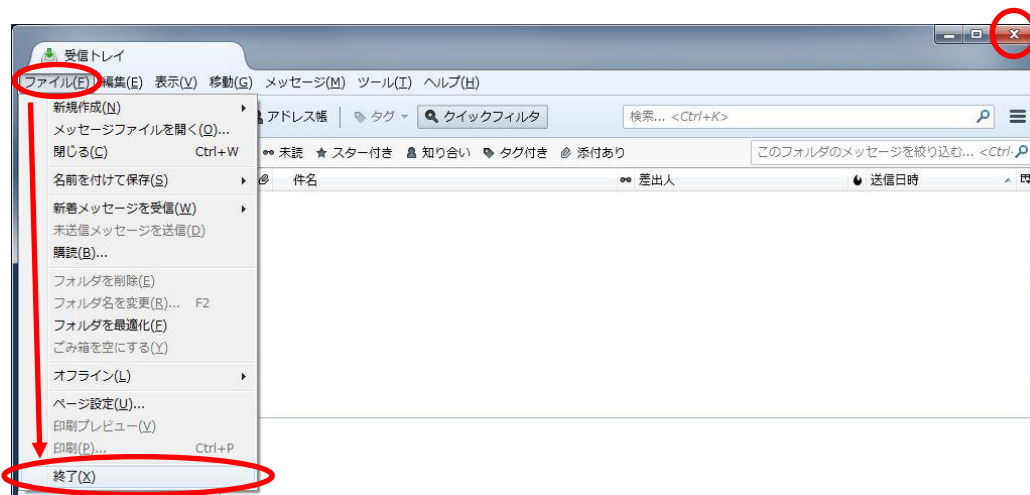 受信トレイ
ファイル(F) 編集(E) 表示(V) 移動(G) メッセージ(M) ツール(T) ヘルプ(H)
アドレス帳 タグ クイックフィルタ 検索... <Ctrl+K>
未読 スター付き 知り合い タグ付き 添付あり このフォルダのメッセージを絞り込む... <Ctrl-
件名 差出人 送信日時
新規作成(N)
メッセージファイルを開く(O)...
閉じる(C) Ctrl+W
名前を付けて保存(S)
新着メッセージを受信(W)
未送信メッセージを送信(D)
購読(B)...
フォルダを削除(E)
フォルダ名を変更(R)... F2
フォルダを最適化(F)
ごみ箱を空にする(Y)
オフライン(L)
ページ設定(U)...
印刷プレビュー(V)
印刷(P)... Ctrl+P
終了(X)